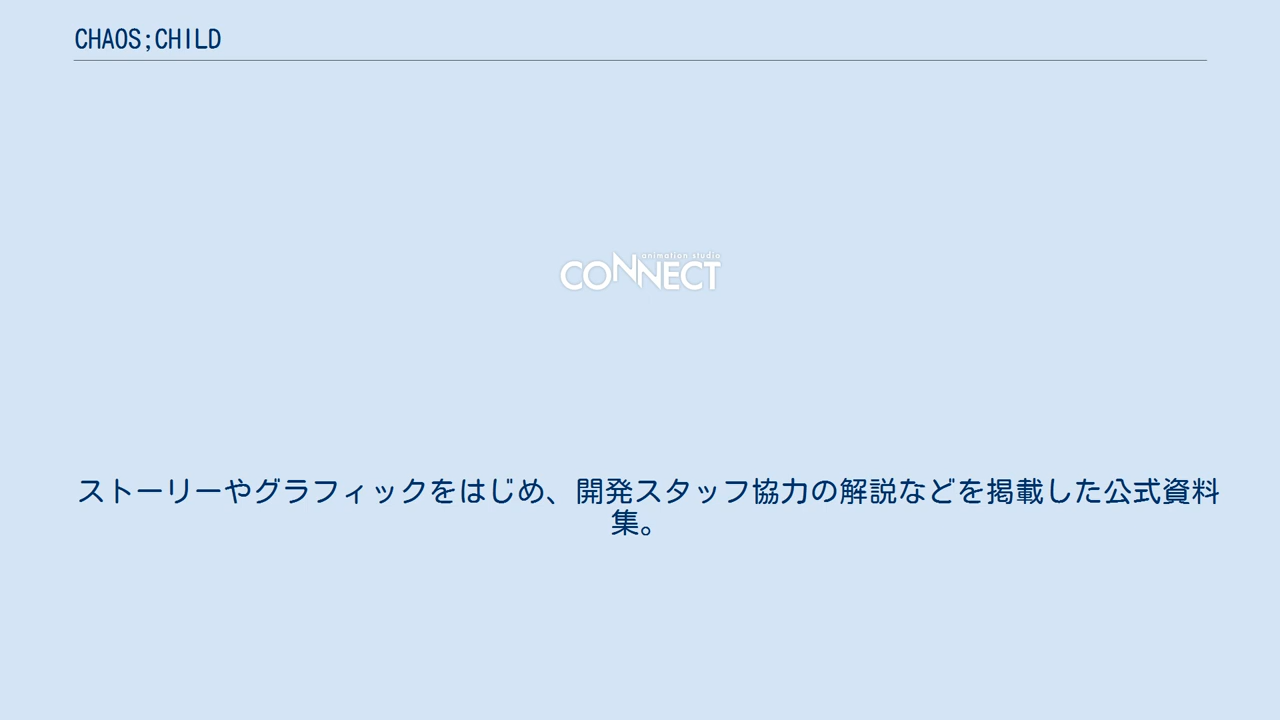 CHAOS;CHILD
animation studio
CONNECT
ストーリーやグラフィックをはじめ、開発スタッフ協力の解説などを掲載した公式資料
集。